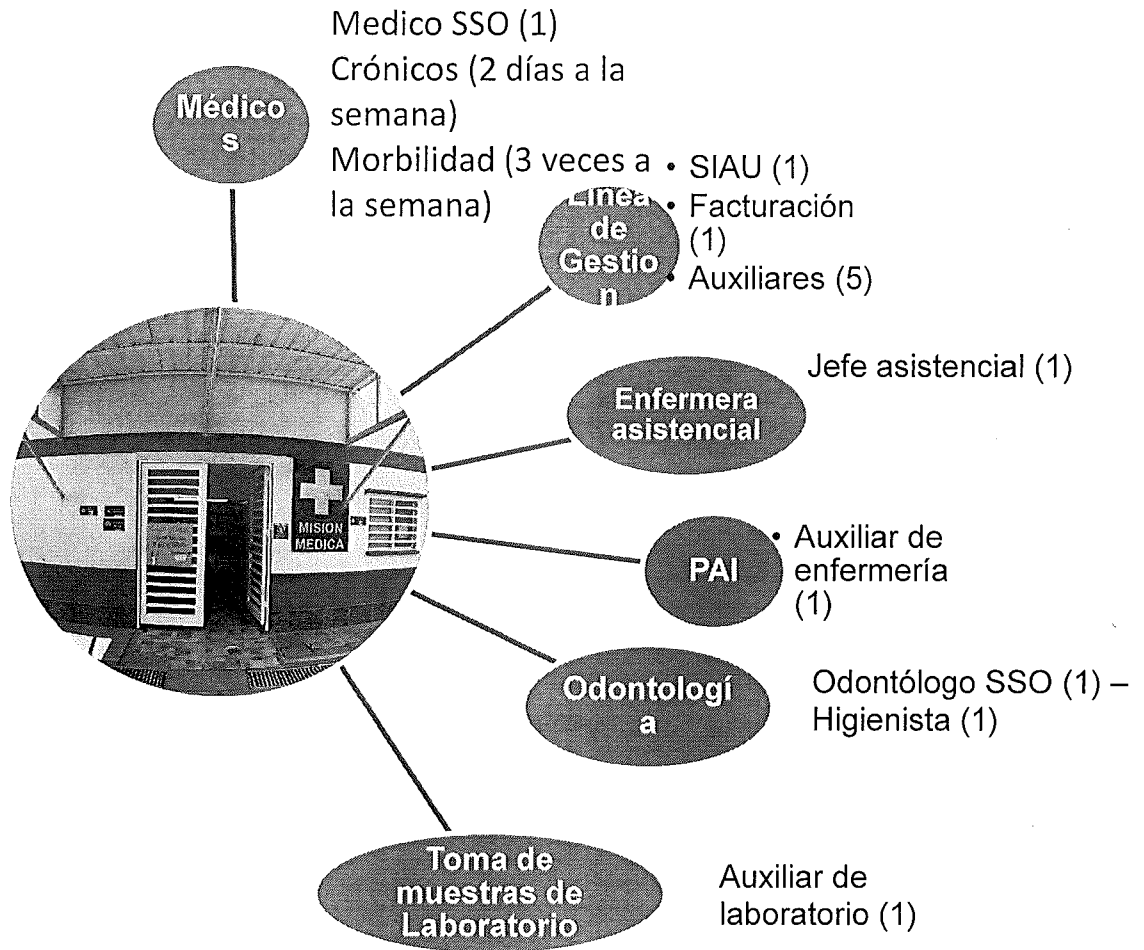 Medico SSO (1)
Crónicos (2 días a la
semana)
Morbilidad (3 veces a
la semana)
Médico
s
• SIAU (1)
• Facturación
(1)
• Auxiliares (5)
Linea
de
Gestio
n
Jefe asistencial (1)
Enfermera
asistencial
MISION
MEDICA
PAI
• Auxiliar de
enfermería
(1)
Odontologí
a
Odontólogo SSO (1) –
Higienista (1)
Toma de
muestras de
Laboratorio
Auxiliar de
laboratorio (1)